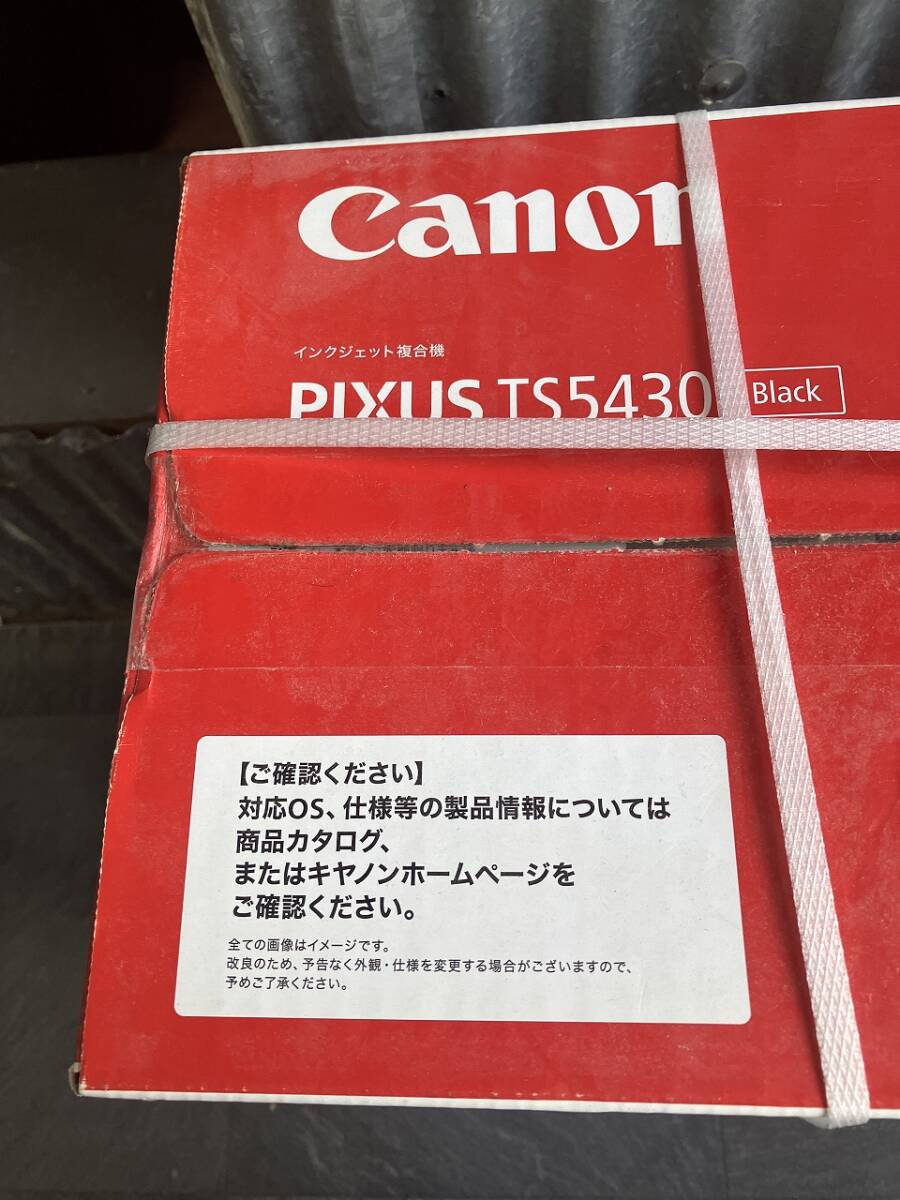 Canon
インクジェット複合機
PIXUS TS5430
Black
【ご確認ください】
対応OS、仕様等の製品情報については
商品カタログ、
またはキヤノンホームページを
ご確認ください。
全ての画像はイメージです。
改良のため、予告なく外観・仕様を変更する場合がございますので、
予めご了承ください。